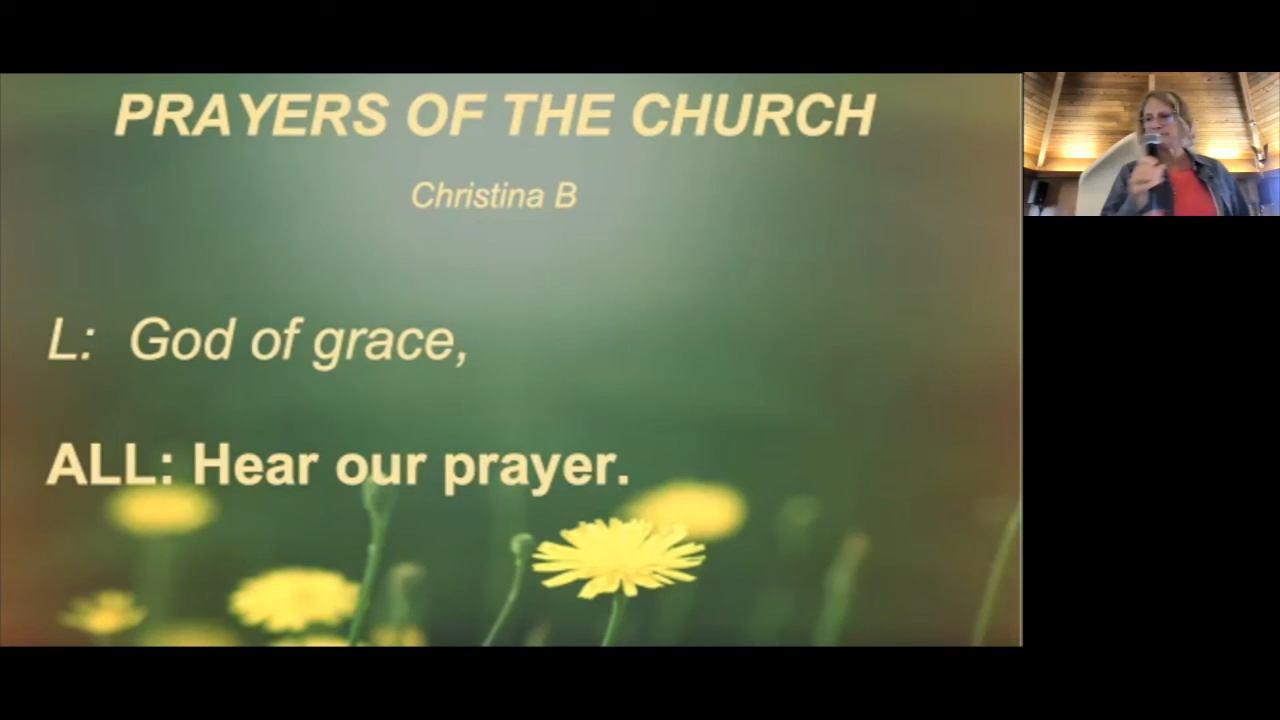 PRAYERS OF THE CHURCH
Christina B
L: God of grace,
ALL: Hear our prayer.